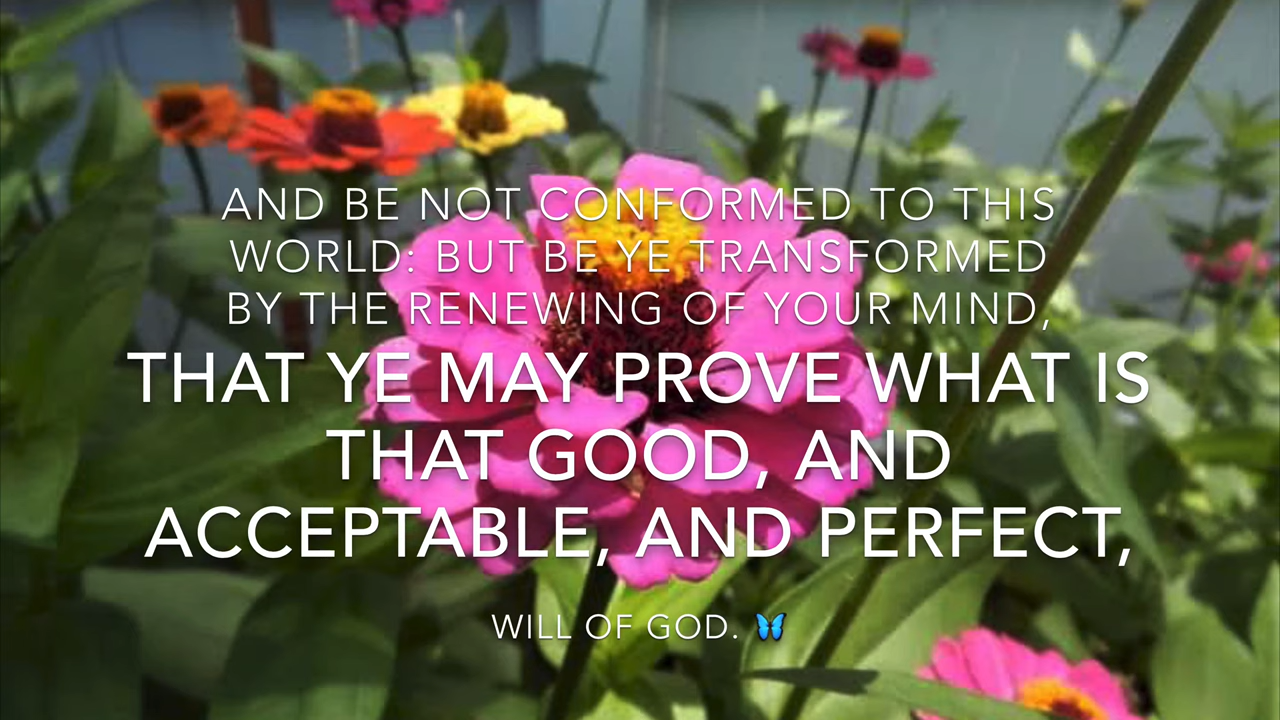 AND BE NOT CONFORMED TO THIS
WORLD: BUT BE YE TRANSFORMED
BY THE RENEWING OF YOUR MIND,
THAT YE MAY PROVE WHAT IS
THAT GOOD, AND
ACCEPTABLE, AND PERFECT,
WILL OF GOD. 🦋